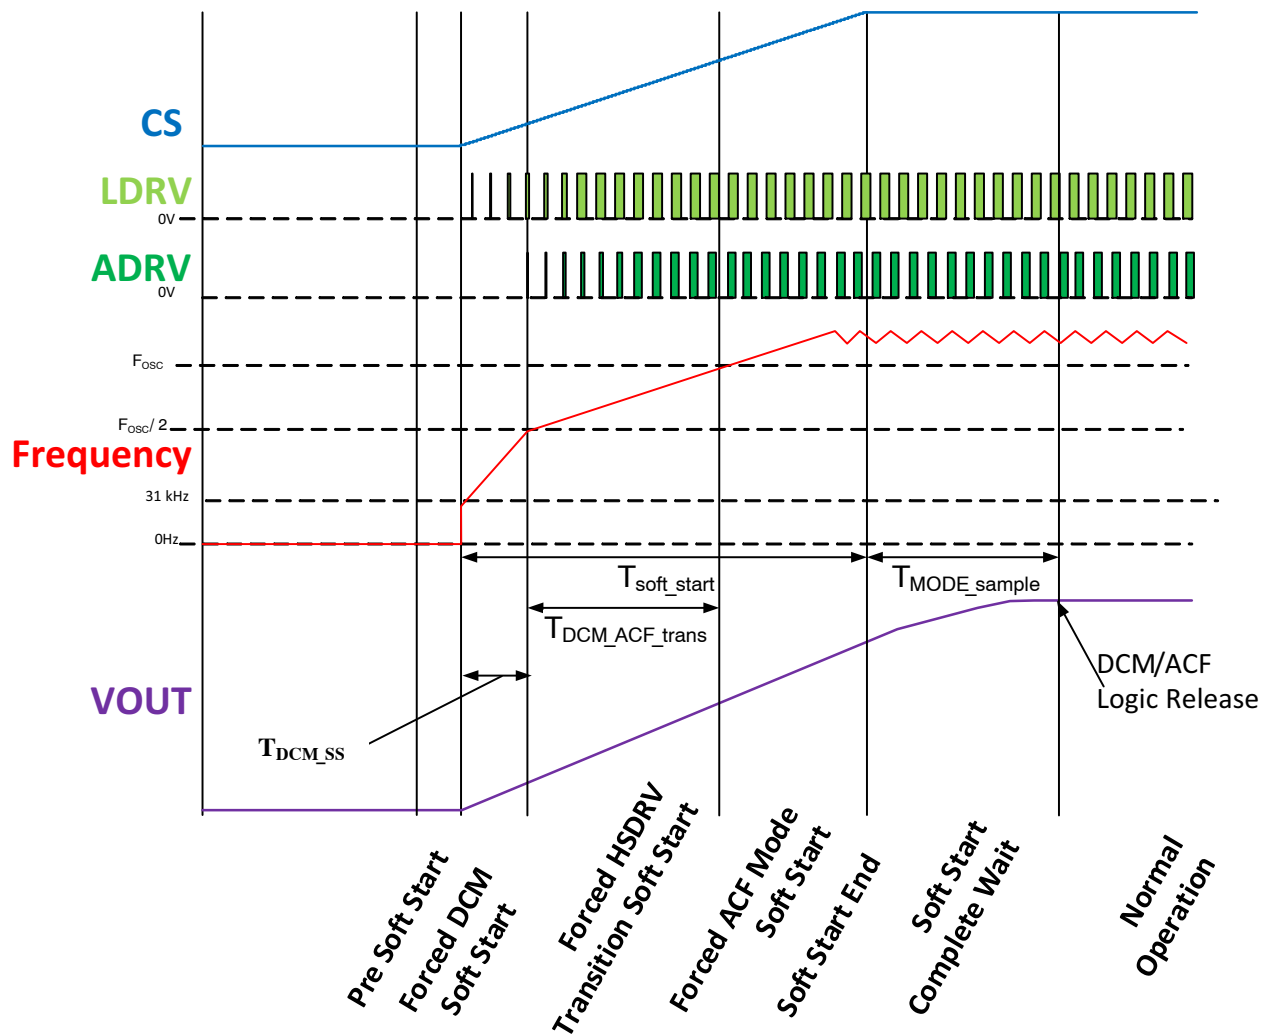 CS
LDRV
0V
ADRV
0V
Fosc
Fosc/ 2
Frequency
31 kHz
0Hz
Tsoft_start
TMODE_sample
TDCM_ACF_trans
DCM/ACF
Logic Release
VOUT
TDCM_SS
Pre Soft Start
Forced DCM
Soft Start
Forced HSDRV
Transition Soft Start
Forced ACF Mode
Soft Start
Soft Start End
Soft Start
Complete Wait
Normal
Operation